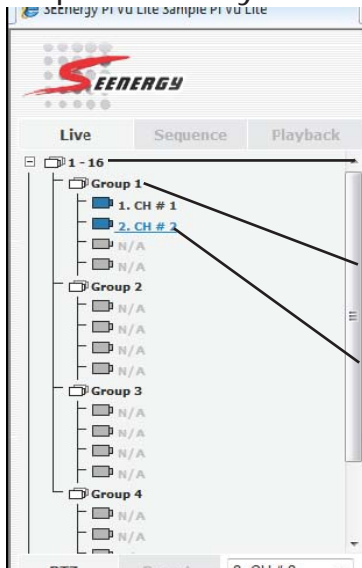 SEEnergy Pi Vu Lite Sample Pi Vu Lite
SEENERGY
Live Sequence Playback
1 - 16
Group 1
1. CH # 1
2. CH # 2
N/A
N/A
Group 2
N/A
N/A
N/A
N/A
Group 3
N/A
N/A
N/A
N/A
Group 4
N/A
N/A